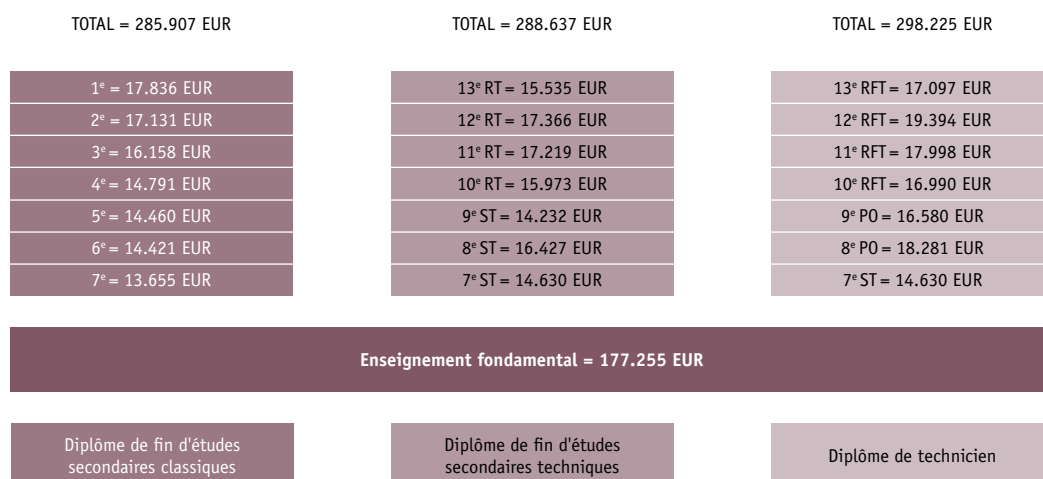 TOTAL = 285.907 EUR
TOTAL = 288.637 EUR
TOTAL = 298.225 EUR
1e = 17.836 EUR
13e RT = 15.535 EUR
13e RFT = 17.097 EUR
2e = 17.131 EUR
12e RT = 17.366 EUR
12e RFT = 19.394 EUR
3e = 16.158 EUR
11e RT = 17.219 EUR
11e RFT = 17.998 EUR
4e = 14.791 EUR
10e RT = 15.973 EUR
10e RFT = 16.990 EUR
5e = 14.460 EUR
9e ST = 14.232 EUR
9e PO = 16.580 EUR
6e = 14.421 EUR
8e ST = 16.427 EUR
8e PO = 18.281 EUR
7e = 13.655 EUR
7e ST = 14.630 EUR
7e ST = 14.630 EUR
Enseignement fondamental = 177.255 EUR
Diplôme de fin d'études
secondaires classiques
Diplôme de fin d'études
secondaires techniques
Diplôme de technicien